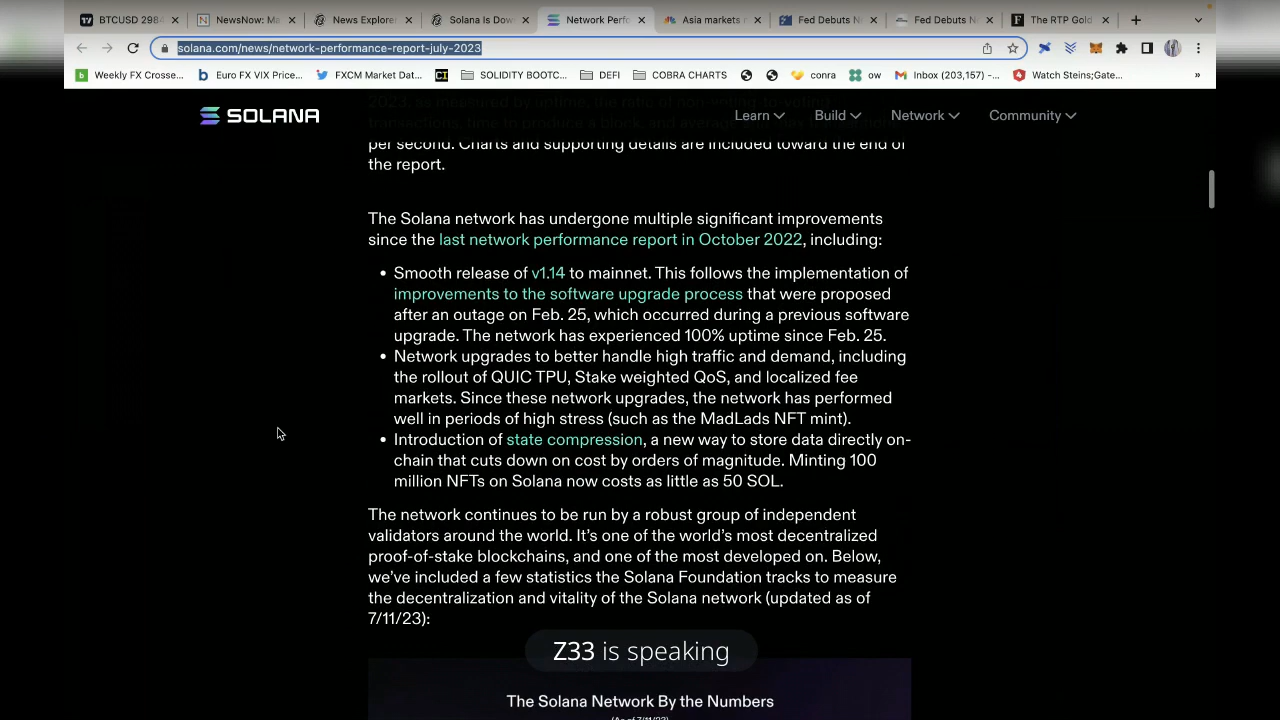 BTCUSD 2984
NewsNow: Ma
News Explorer
Solana Is Dow
Network Perfo
Asia markets r
Fed Debuts N
Fed Debuts N
The RTP Gold
solana.com/news/network-performance-report-july-2023
Weekly FX Crosse...
Euro FX VIX Price...
FXCM Market Dat...
CI
SOLIDITY BOOTC...
DEFI
COBRA CHARTS
conra
ow
Inbox (203,157) –...
Watch Steins;Gate...
»
SOLANA
Learn
Build
Network
Community
2023, as measured by uptime, the ratio of non-voting-to-voting
transactions, time to produce a block, and average
per second. Charts and supporting details are included toward the end of
the report.
The Solana network has undergone multiple significant improvements
since the last network performance report in October 2022, including:
• Smooth release of v1.14 to mainnet. This follows the implementation of
improvements to the software upgrade process that were proposed
after an outage on Feb. 25, which occurred during a previous software
upgrade. The network has experienced 100% uptime since Feb. 25.
• Network upgrades to better handle high traffic and demand, including
the rollout of QUIC TPU, Stake weighted QoS, and localized fee
markets. Since these network upgrades, the network has performed
well in periods of high stress (such as the MadLads NFT mint).
• Introduction of state compression, a new way to store data directly on-
chain that cuts down on cost by orders of magnitude. Minting 100
million NFTs on Solana now costs as little as 50 SOL.
The network continues to be run by a robust group of independent
validators around the world. It's one of the world's most decentralized
proof-of-stake blockchains, and one of the most developed on. Below,
we've included a few statistics the Solana Foundation tracks to measure
the decentralization and vitality of the Solana network (updated as of
7/11/23):
Z33 is speaking
The Solana Network By the Numbers
(As of 7/11/23)